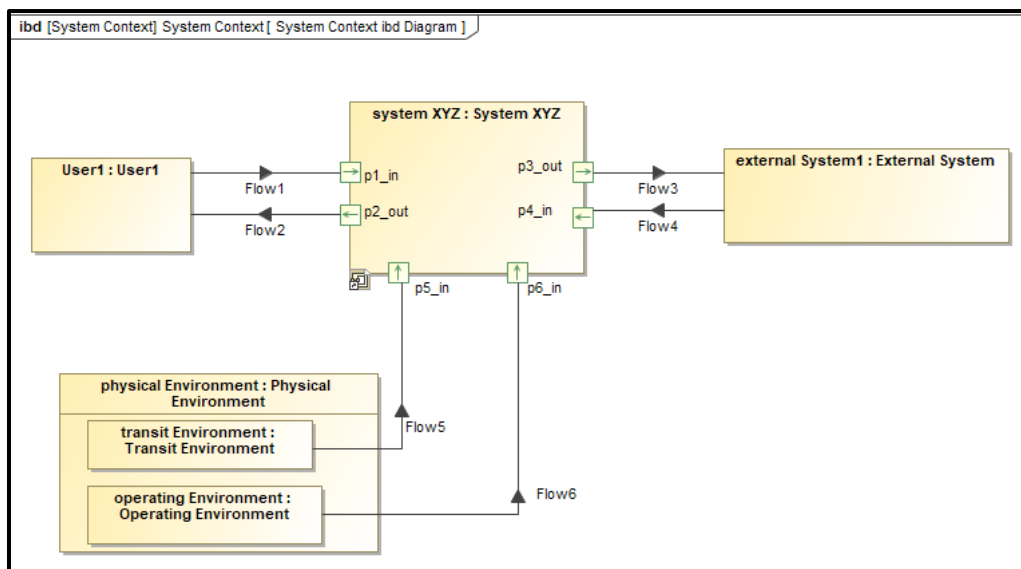 ibd [System Context] System Context [ System Context ibd Diagram ]
system XYZ : System XYZ
User1 : User1
external System1 : External System
p1_in
p2_out
p3_out
p4_in
p5_in
p6_in
Flow1
Flow2
Flow3
Flow4
physical Environment : Physical
Environment
transit Environment :
Transit Environment
operating Environment :
Operating Environment
Flow5
Flow6